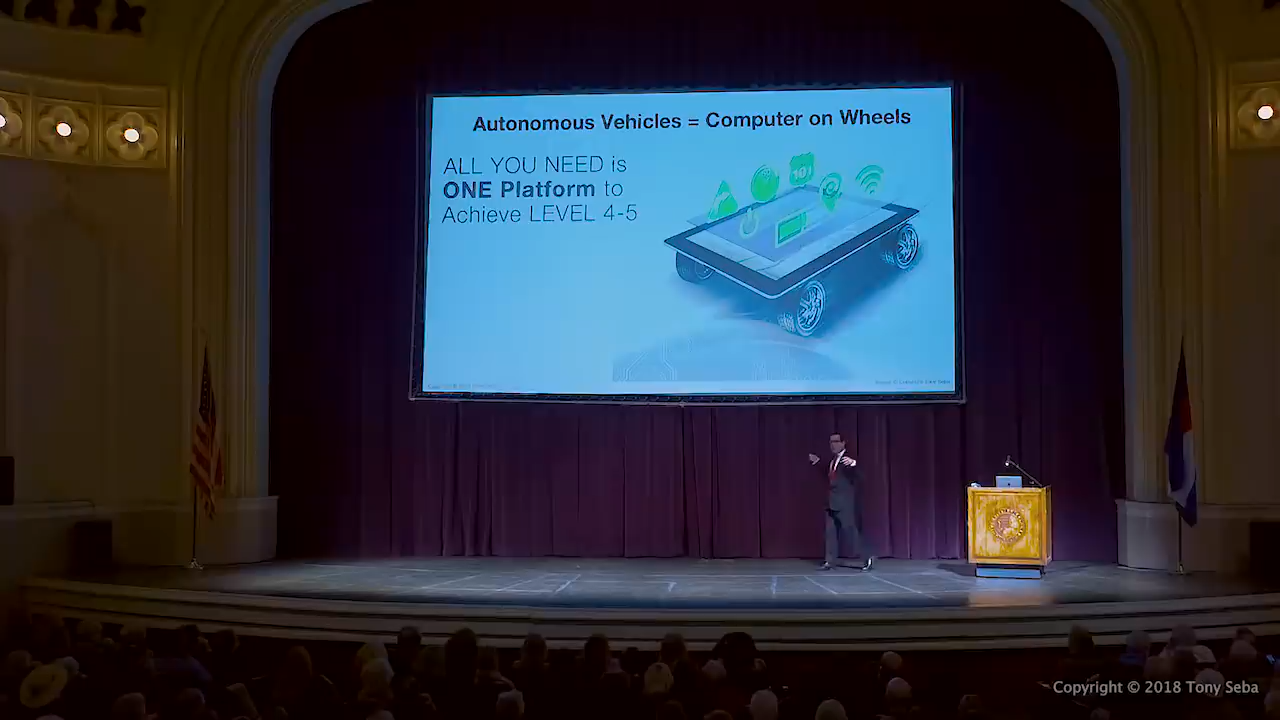 Autonomous Vehicles = Computer on Wheels
ALL YOU NEED is
ONE Platform to
Achieve LEVEL 4-5
101
Copyright © 2018 Tony Seba